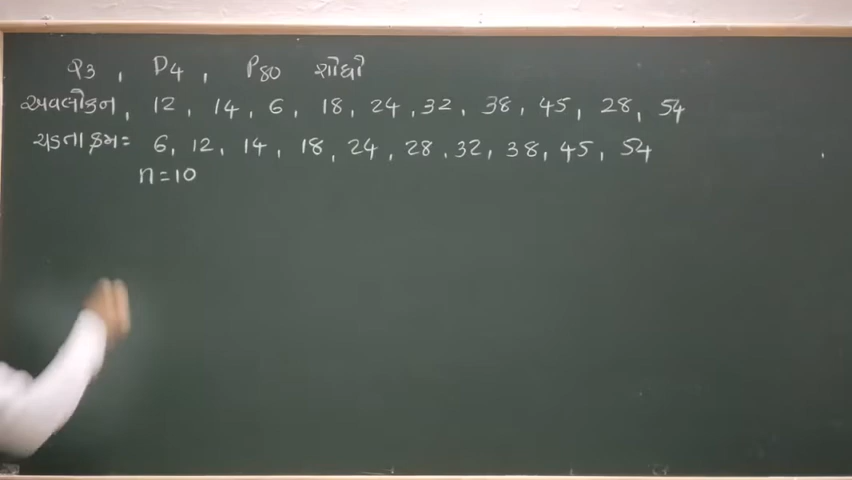 Q3, D4, P80 શોધો
અવલોકન, 12, 14, 6, 18, 24, 32, 38, 45, 28, 54
ચડતા ક્રમ = 6, 12, 14, 18, 24, 28, 32, 38, 45, 54
n=10